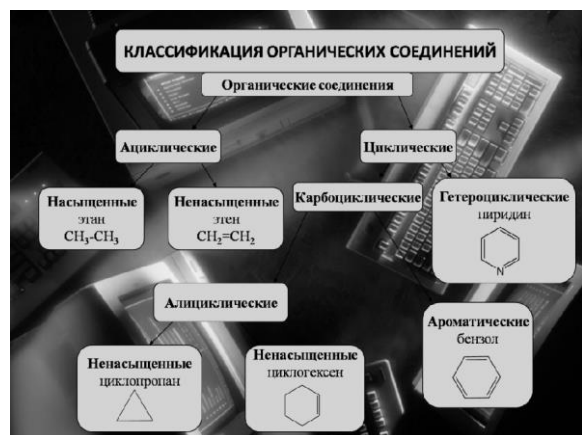 КЛАССИФИКАЦИЯ ОРГАНИЧЕСКИХ СОЕДИНЕНИЙ
Органические соединения
Ациклические
Циклические
Насыщенные
этан
CH₃-CH₃
Ненасыщенные
этен
CH₂=CH₂
Карбоциклические
Гетероциклические
пиридин
N
Алициклические
Ароматические
бензол
Ненасыщенные
циклопропан
Ненасыщенные
циклогексен